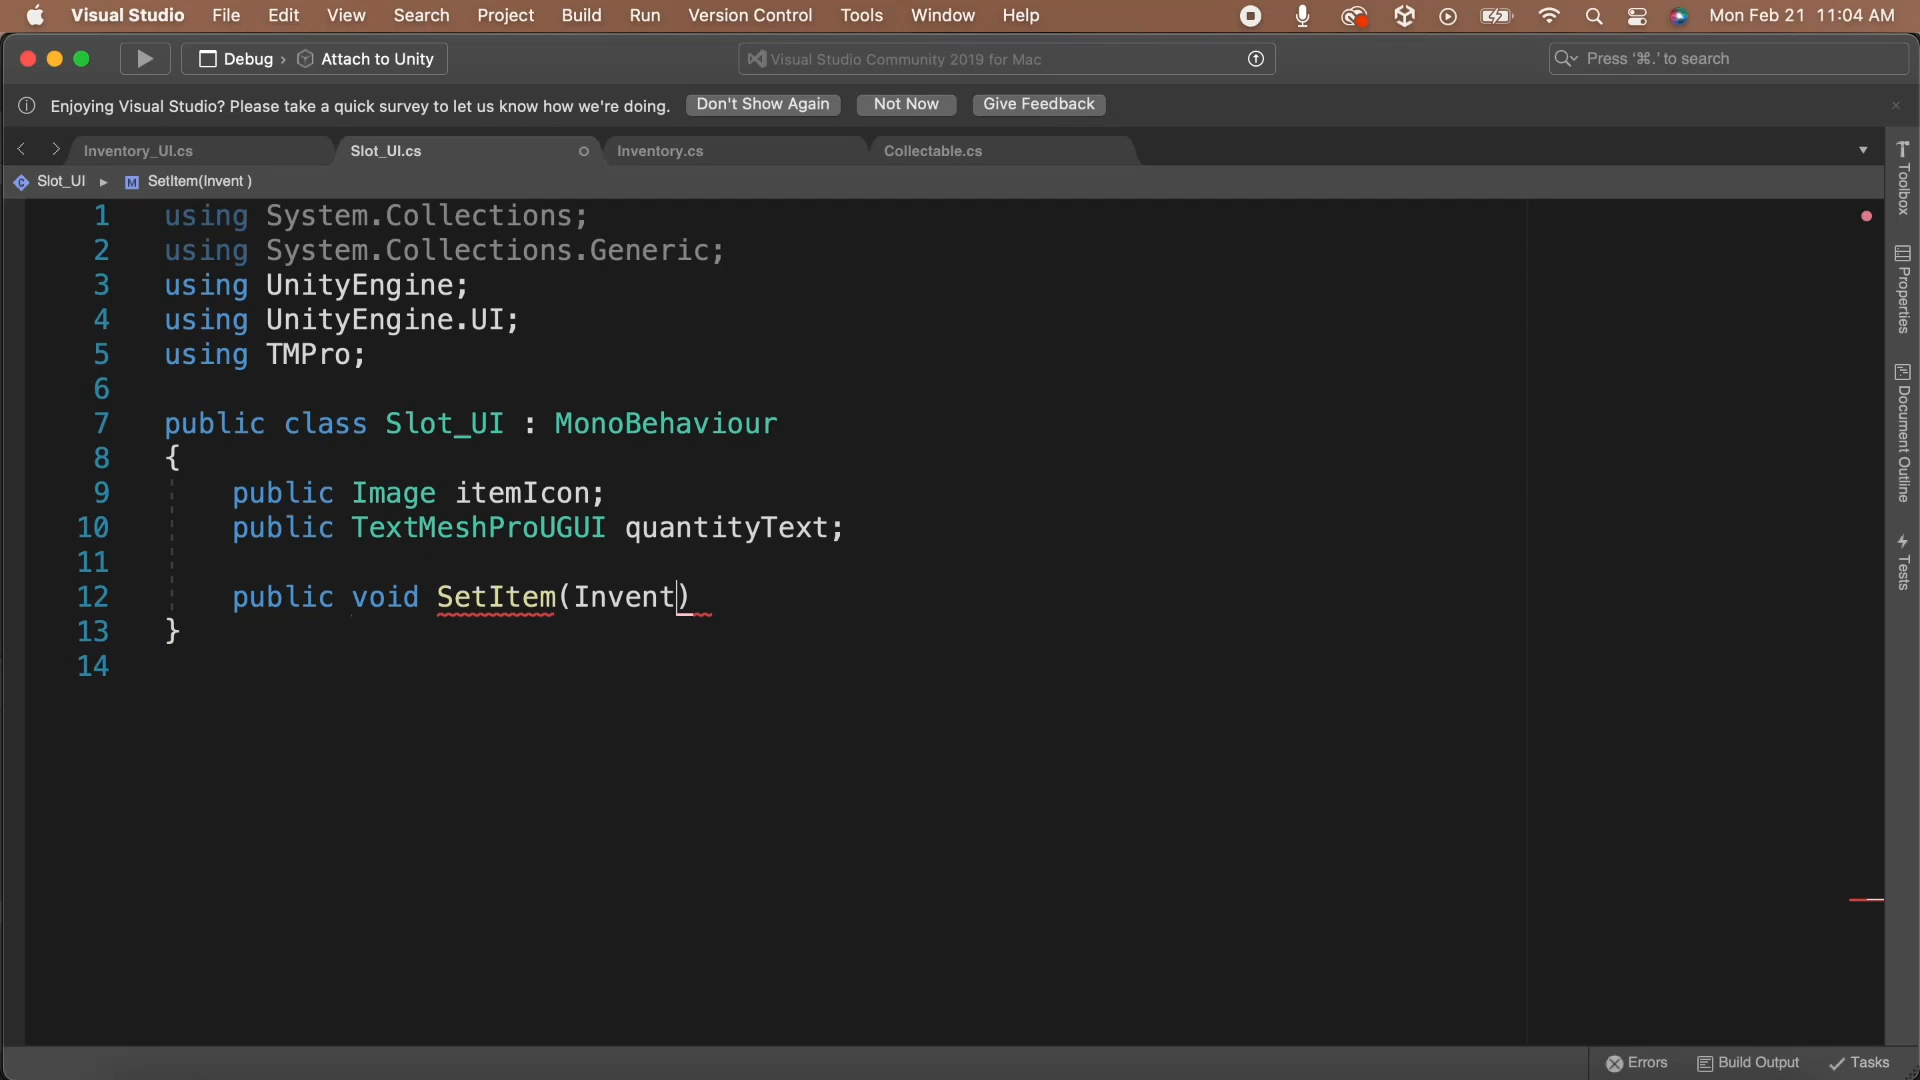 Visual Studio File Edit View Search Project Build Run Version Control Tools Window Help Mon Feb 21 11:04 AM
Debug › Attach to Unity Visual Studio Community 2019 for Mac Press '⌘.' to search
Enjoying Visual Studio? Please take a quick survey to let us know how we're doing. Don't Show Again Not Now Give Feedback
Inventory_UI.cs Slot_UI.cs Inventory.cs Collectable.cs
Slot_UI M SetItem(Invent )
1 using System.Collections;
2 using System.Collections.Generic;
3 using UnityEngine;
4 using UnityEngine.UI;
5 using TMPro;
6
7 public class Slot_UI : MonoBehaviour
8 {
9 public Image itemIcon;
10 public TextMeshProUGUI quantityText;
11
12 public void SetItem(Invent)
13 }
14
Toolbox
Properties
Document Outline
Tests
Errors Build Output Tasks